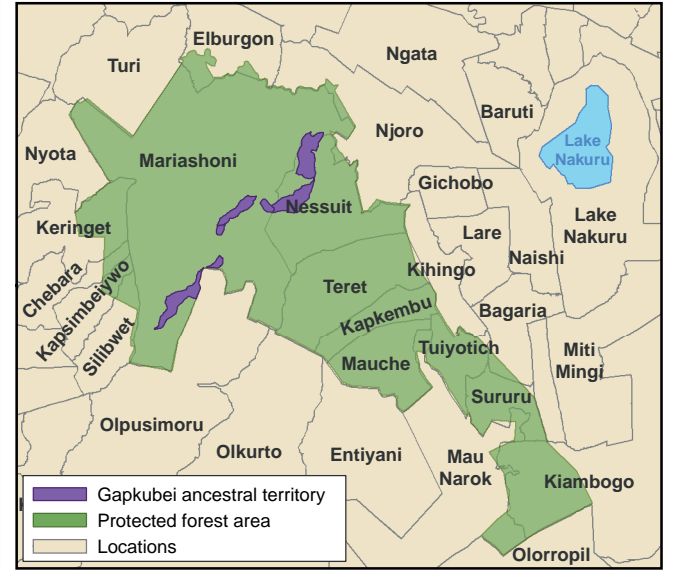 Elburgon
Turi
Ngata
Baruti
Lake
Nakuru
Njoro
Nyota
Mariashoni
Gichobo
Nessuit
Keringet
Lare
Lake
Nakuru
Naishi
Kihingo
Chebara
Kapsimbeiywo
Teret
Kapkembu
Bagaria
Silibwet
Tuiyotich
Mauche
Miti
Mingi
Sururu
Olpusimoru
Olkurto
Entiyani
Mau
Narok
Kiambogo
Olorropil
Gapkubei ancestral territory
Protected forest area
Locations